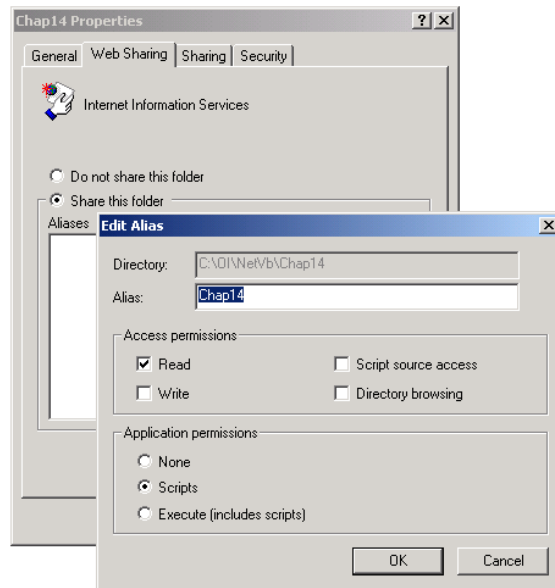 Chap14 Properties
General Web Sharing Sharing Security
Internet Information Services
Do not share this folder
Share this folder
Aliases
Edit Alias
Directory: C:\OI\NetVb\Chap14
Alias: Chap14
Access permissions
Read Script source access
Write Directory browsing
Application permissions
None
Scripts
Execute (includes scripts)
OK Cancel